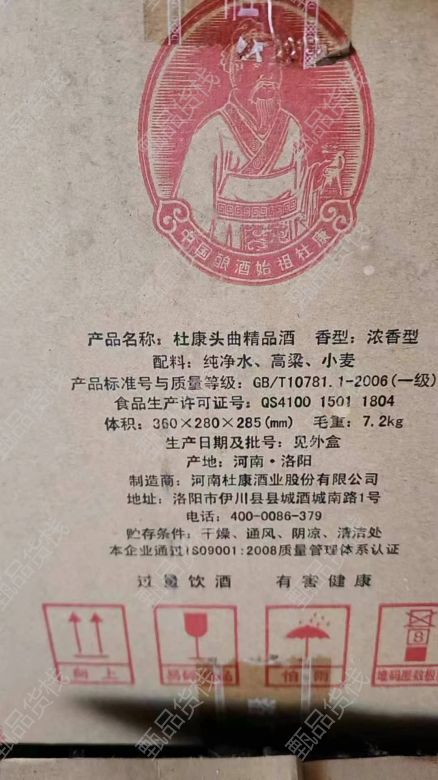 中国酿酒始祖杜康
产品名称：杜康头曲精品酒 香型：浓香型
配料：纯净水、高粱、小麦
产品标准号与质量等级：GB/T10781.1-2006(一级)
食品生产许可证号：QS4100 1501 1804
体积：360×280×285(mm) 毛重：7.2kg
生产日期及批号：见外盒
产地：河南·洛阳
制造商：河南杜康酒业股份有限公司
地址：洛阳市伊川县县城酒城南路1号
电话：400-0086-379
贮存条件：干燥、通风、阴凉、清洁处
本企业通过ISO9001:2008质量管理体系认证
过量饮酒 有害健康
8
向上 易碎物品 怕雨 堆码层数极
甄品货栈